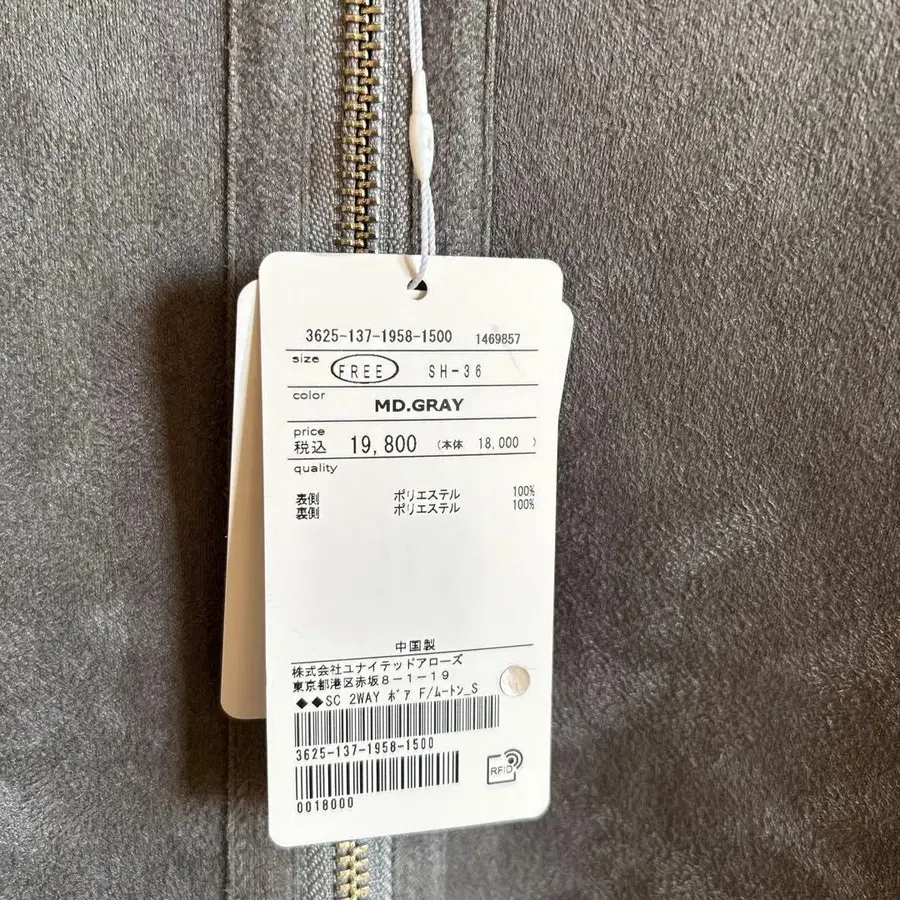 3625-137-1958-1500 1469857
size FREE SH-36
color MD.GRAY
price
税込 19,800 (本体 18,000 )
quality
表側 ポリエステル 100%
裏側 ポリエステル 100%
中国製
株式会社ユナイテッドアローズ
東京都港区赤坂8-1-19
◆◆SC 2WAY ﾎﾞｱ F/ﾑｰﾄﾝ_S
3625-137-1958-1500
RFID
0018000